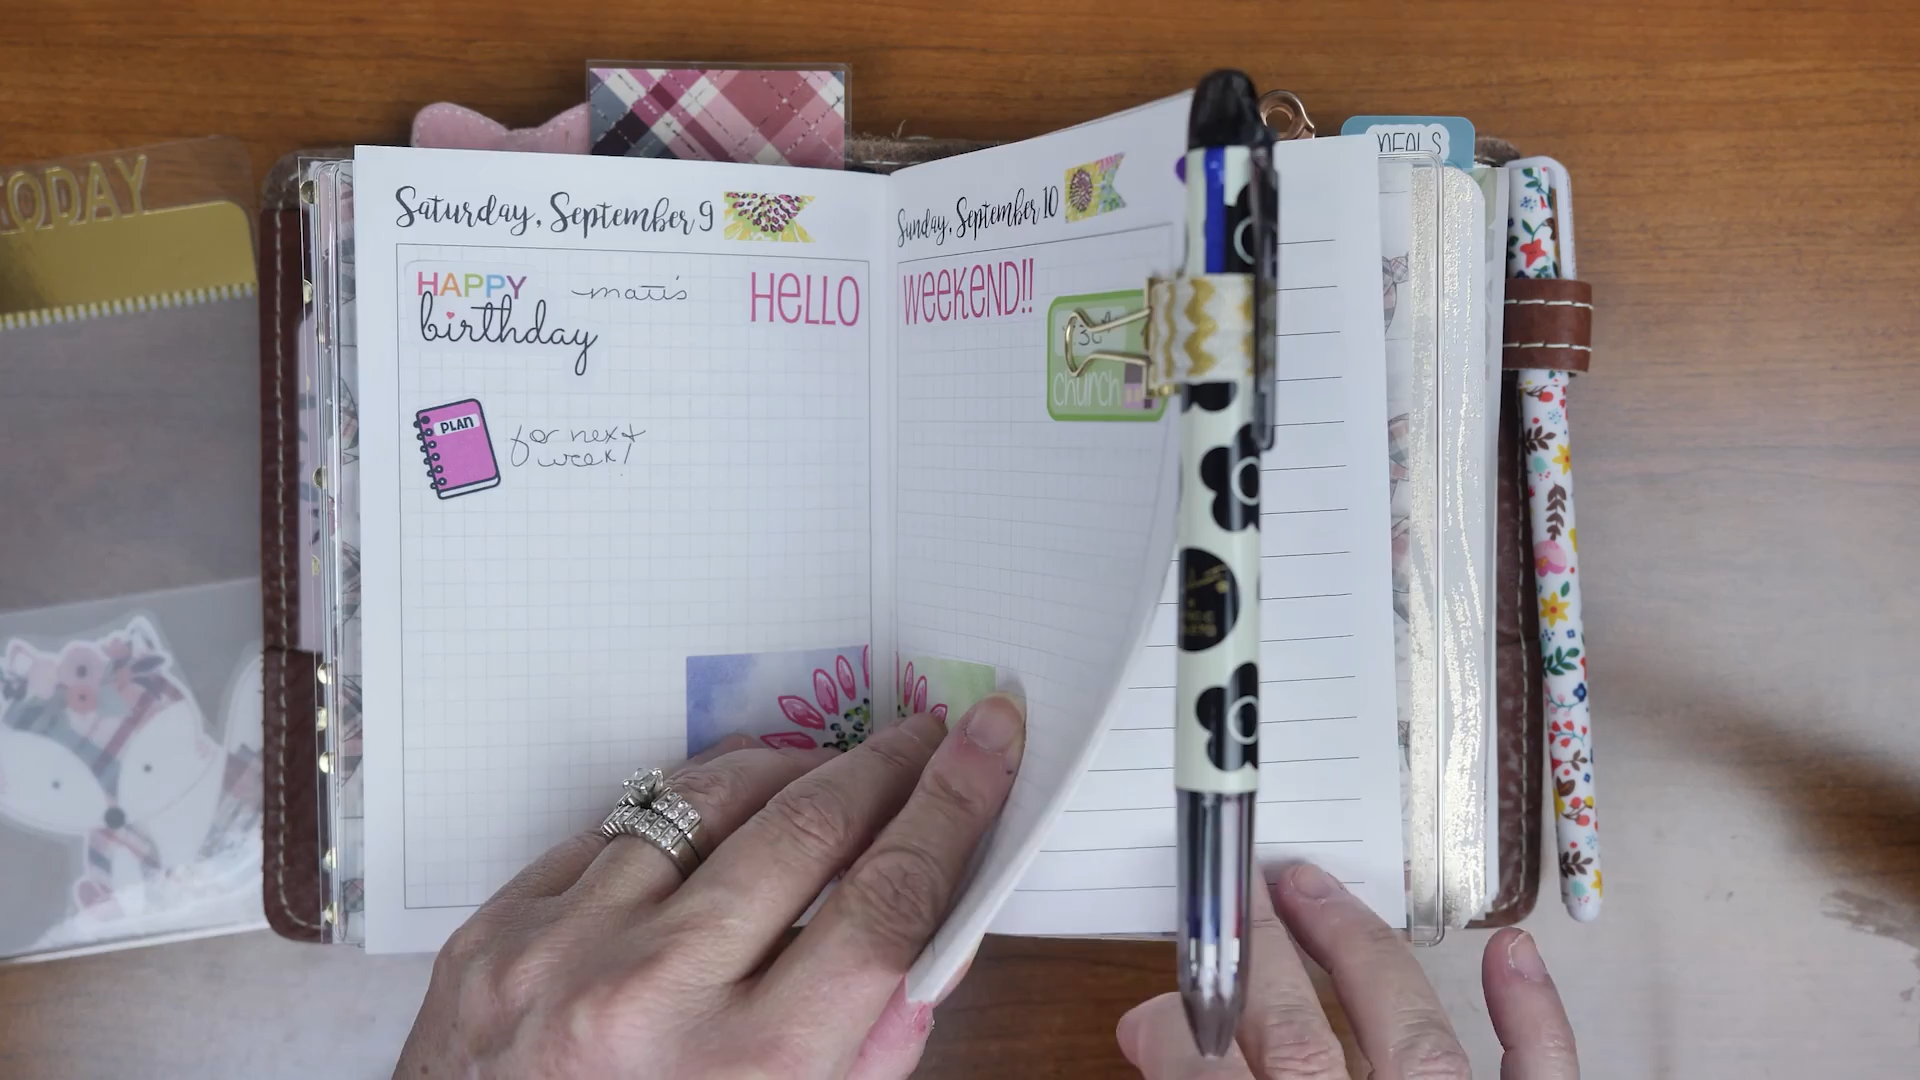 TODAY
MEALS
Saturday, September 9
HAPPY
birthday
matis
HELLO
PLAN
for next
week!
Sunday, September 10
WEEKEND!!
church